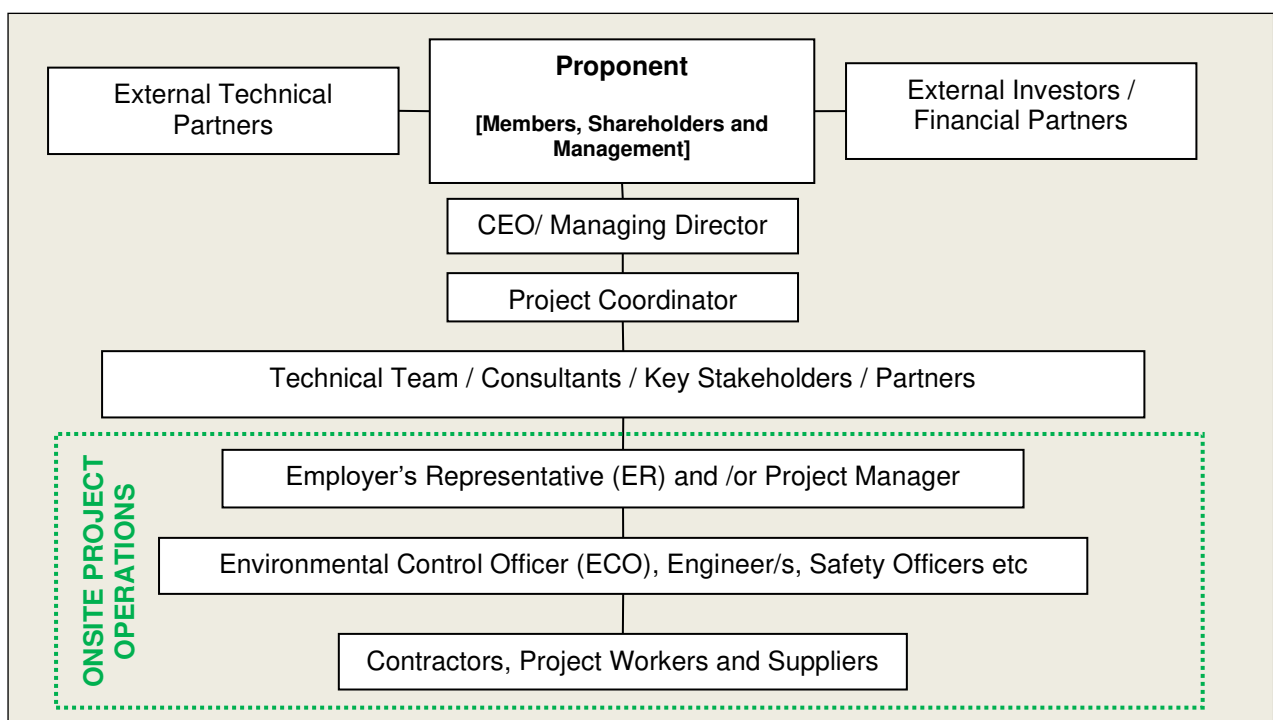 External Technical
Partners
Proponent
[Members, Shareholders and
Management]
External Investors /
Financial Partners
CEO/ Managing Director
Project Coordinator
Technical Team / Consultants / Key Stakeholders / Partners
ONSITE PROJECT
OPERATIONS
Employer’s Representative (ER) and /or Project Manager
Environmental Control Officer (ECO), Engineer/s, Safety Officers etc
Contractors, Project Workers and Suppliers